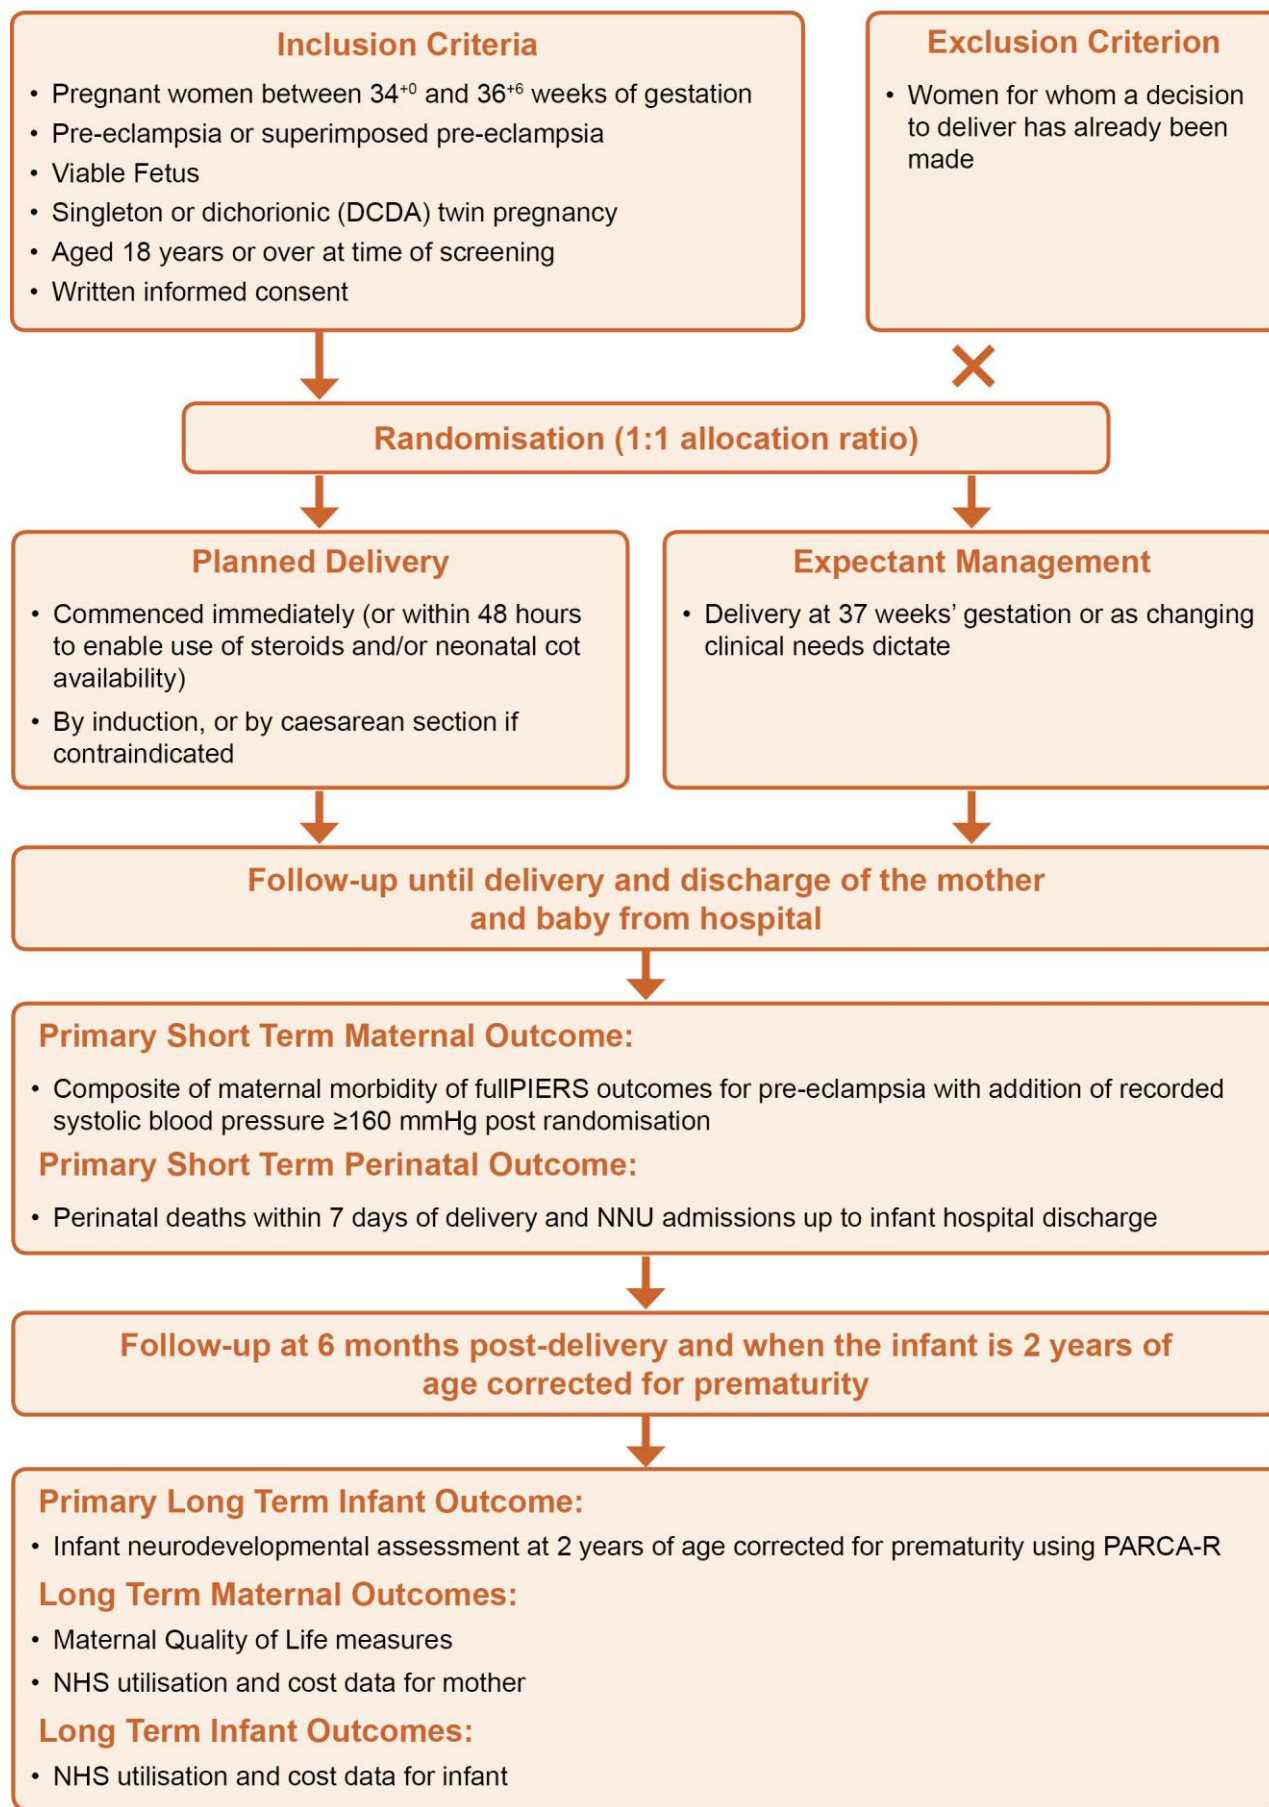 Inclusion Criteria
• Pregnant women between 34⁺⁰ and 36⁺⁶ weeks of gestation
• Pre-eclampsia or superimposed pre-eclampsia
• Viable Fetus
• Singleton or dichorionic (DCDA) twin pregnancy
• Aged 18 years or over at time of screening
• Written informed consent
Exclusion Criterion
• Women for whom a decision
to deliver has already been
made
Randomisation (1:1 allocation ratio)
Planned Delivery
• Commenced immediately (or within 48 hours
to enable use of steroids and/or neonatal cot
availability)
• By induction, or by caesarean section if
contraindicated
Expectant Management
• Delivery at 37 weeks’ gestation or as changing
clinical needs dictate
Follow-up until delivery and discharge of the mother
and baby from hospital
Primary Short Term Maternal Outcome:
• Composite of maternal morbidity of fullPIERS outcomes for pre-eclampsia with addition of recorded
systolic blood pressure ≥160 mmHg post randomisation
Primary Short Term Perinatal Outcome:
• Perinatal deaths within 7 days of delivery and NNU admissions up to infant hospital discharge
Follow-up at 6 months post-delivery and when the infant is 2 years of
age corrected for prematurity
Primary Long Term Infant Outcome:
• Infant neurodevelopmental assessment at 2 years of age corrected for prematurity using PARCA-R
Long Term Maternal Outcomes:
• Maternal Quality of Life measures
• NHS utilisation and cost data for mother
Long Term Infant Outcomes:
• NHS utilisation and cost data for infant